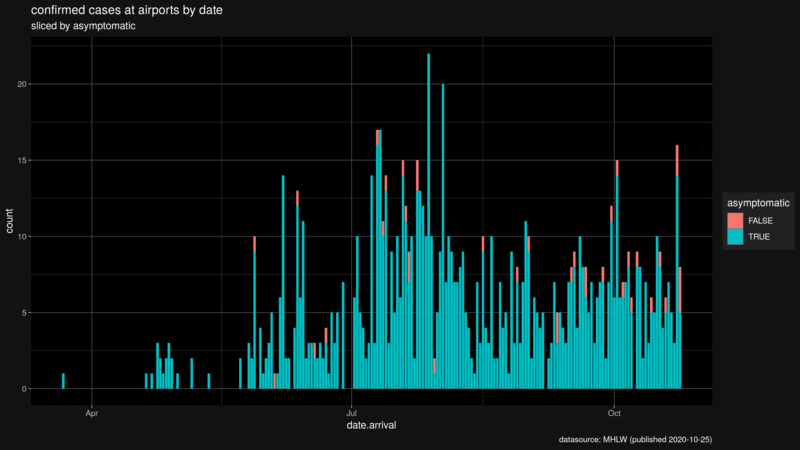 confirmed cases at airports by date
sliced by asymptomatic
20
15
10
5
0
count
Apr
Jul
Oct
date.arrival
asymptomatic
FALSE
TRUE
datasource: MHLW (published 2020-10-25)